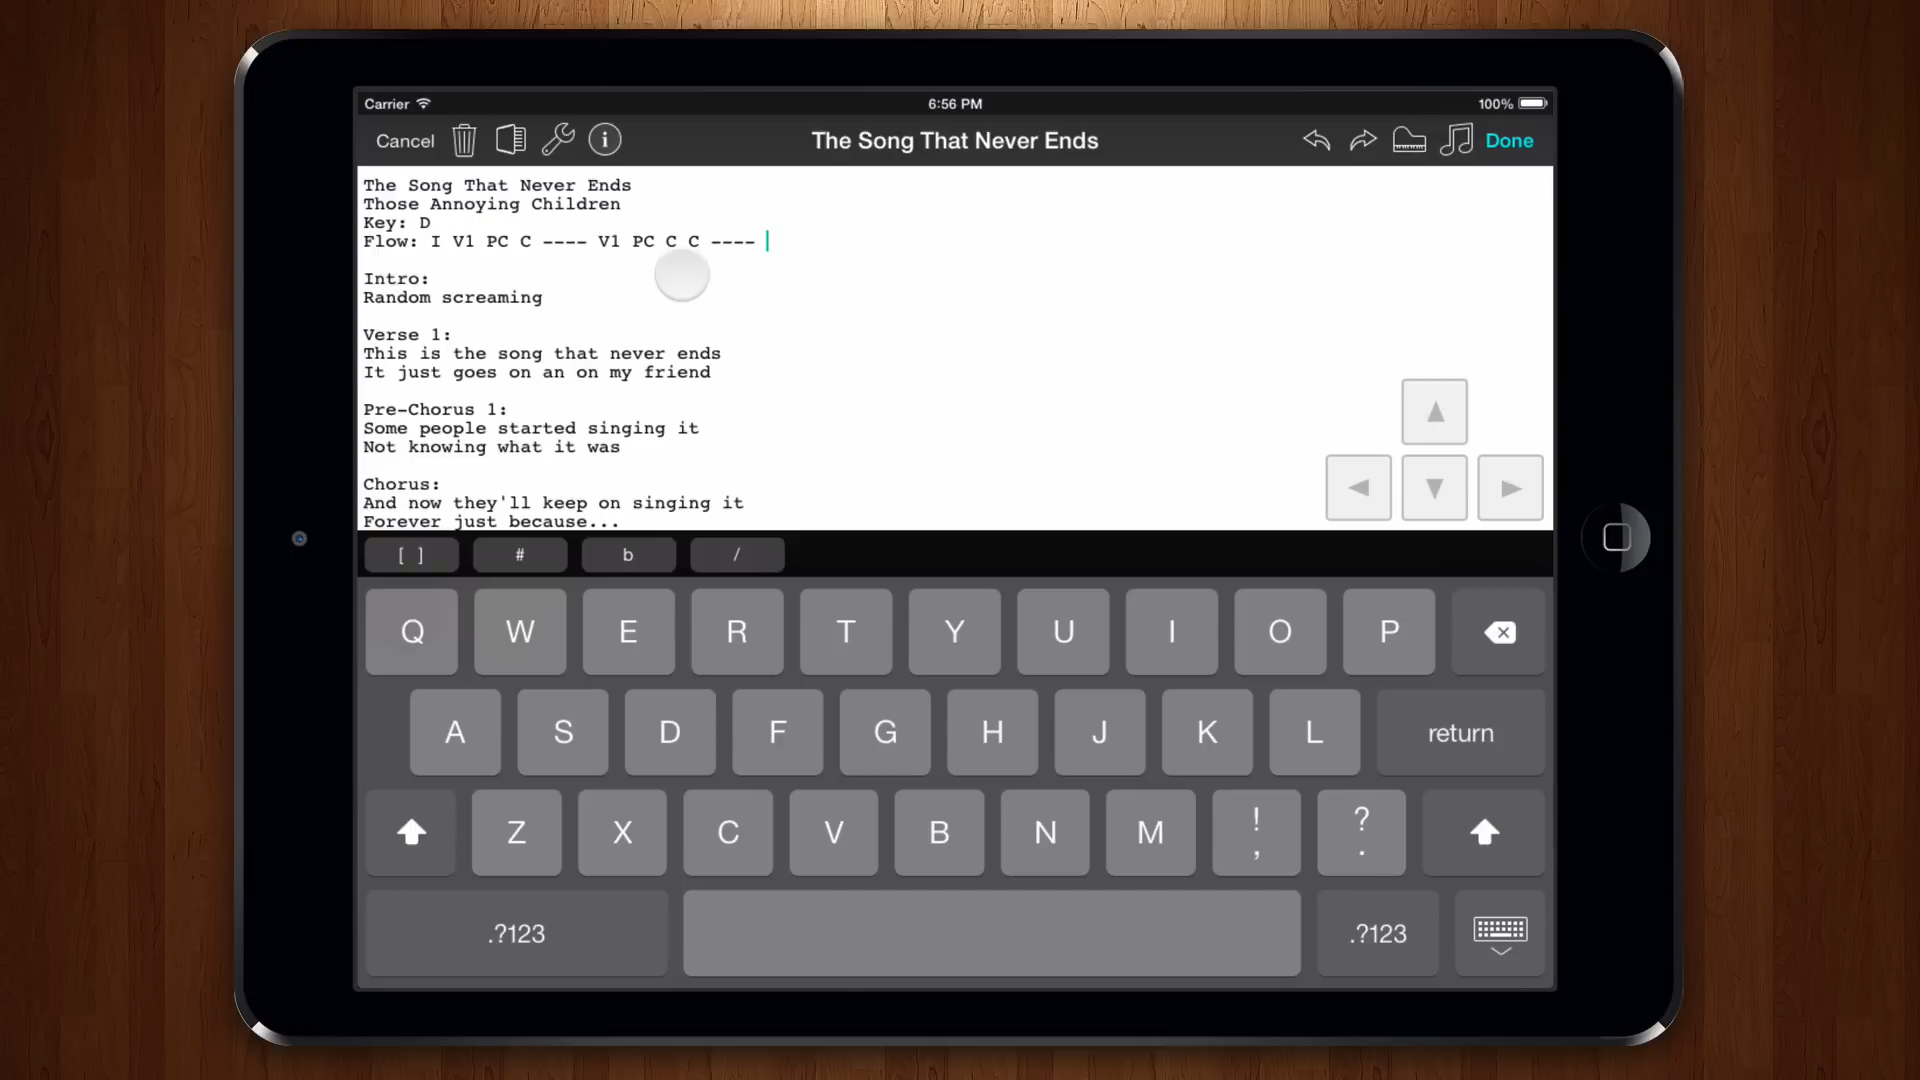 Carrier 6:56 PM 100%
Cancel The Song That Never Ends Done
The Song That Never Ends
Those Annoying Children
Key: D
Flow: I V1 PC C ---- V1 PC C C ----
Intro:
Random screaming
Verse 1:
This is the song that never ends
It just goes on an on my friend
Pre-Chorus 1:
Some people started singing it
Not knowing what it was
Chorus:
And now they'll keep on singing it
Forever just because...
[ ] # b /
Q W E R T Y U I O P
A S D F G H J K L return
Z X C V B N M ! , ? .
.?123 .?123